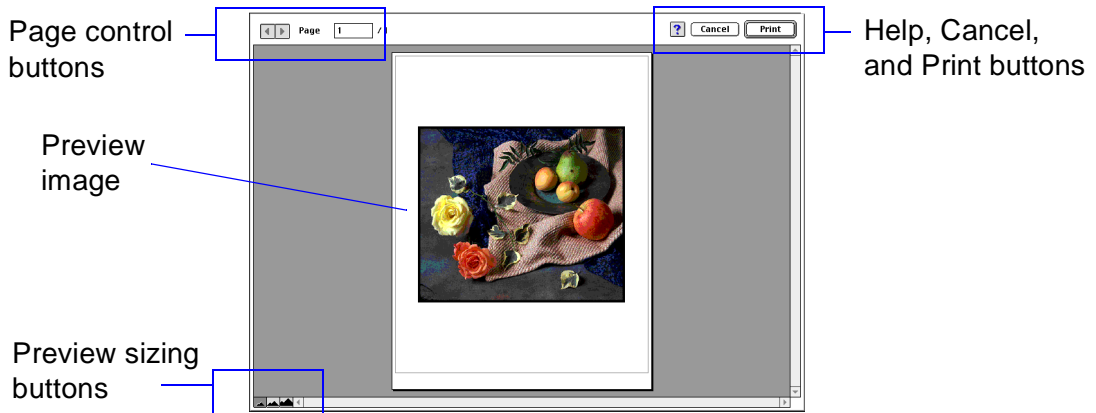 Page control
buttons
Page 1 /
? Cancel Print
Help, Cancel,
and Print buttons
Preview
image
Preview sizing
buttons